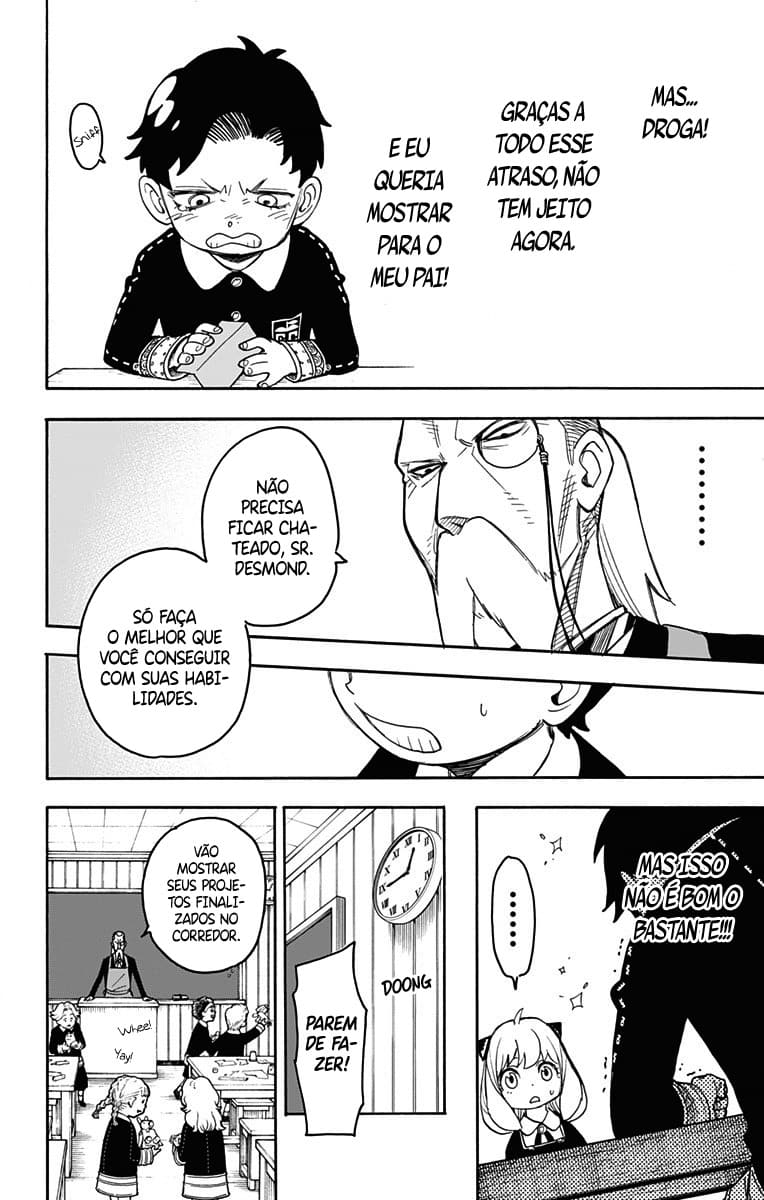 MAS...
DROGA!
GRAÇAS A
TODO ESSE
ATRASO, NÃO
TEM JEITO
AGORA.
E EU
QUERIA
MOSTRAR
PARA O
MEU PAI!
Sniff
........
NÃO
PRECISA
FICAR CHA-
TEADO, SR.
DESMOND.
SÓ FAÇA
O MELHOR QUE
VOCÊ CONSEGUIR
COM SUAS HABI-
LIDADES.
MAS ISSO
NÃO É BOM O
BASTANTE!!!
......
DOONG
PAREM
DE FA-
ZER!
VÃO
MOSTRAR
SEUS PROJE-
TOS FINALI-
ZADOS NO
CORREDOR.
Whee!
Yay!